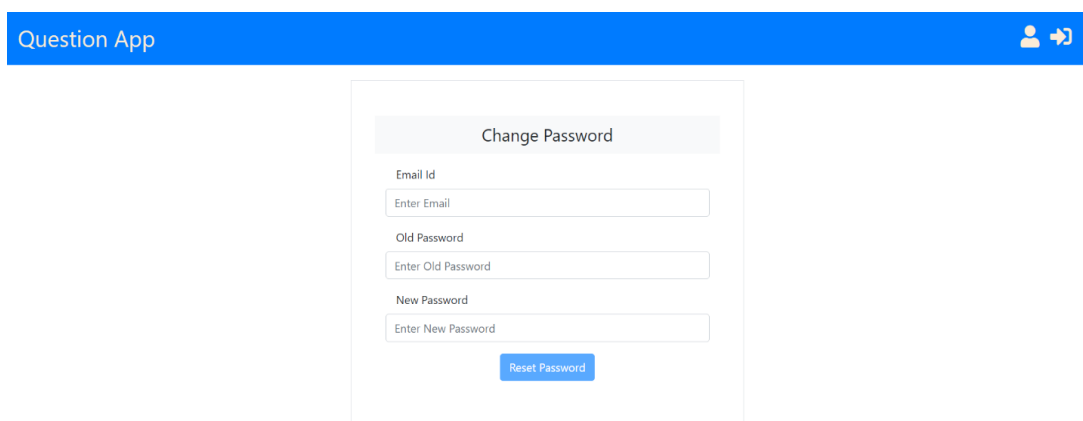 Question App
Change Password
Email Id
Enter Email
Old Password
Enter Old Password
New Password
Enter New Password
Reset Password